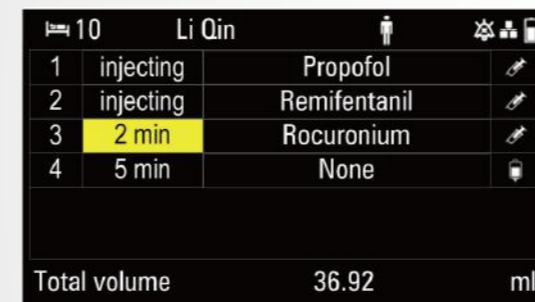 10 Li Qin
1 injecting Propofol
2 injecting Remifentanil
3 2 min Rocuronium
4 5 min None
Total volume 36.92 ml